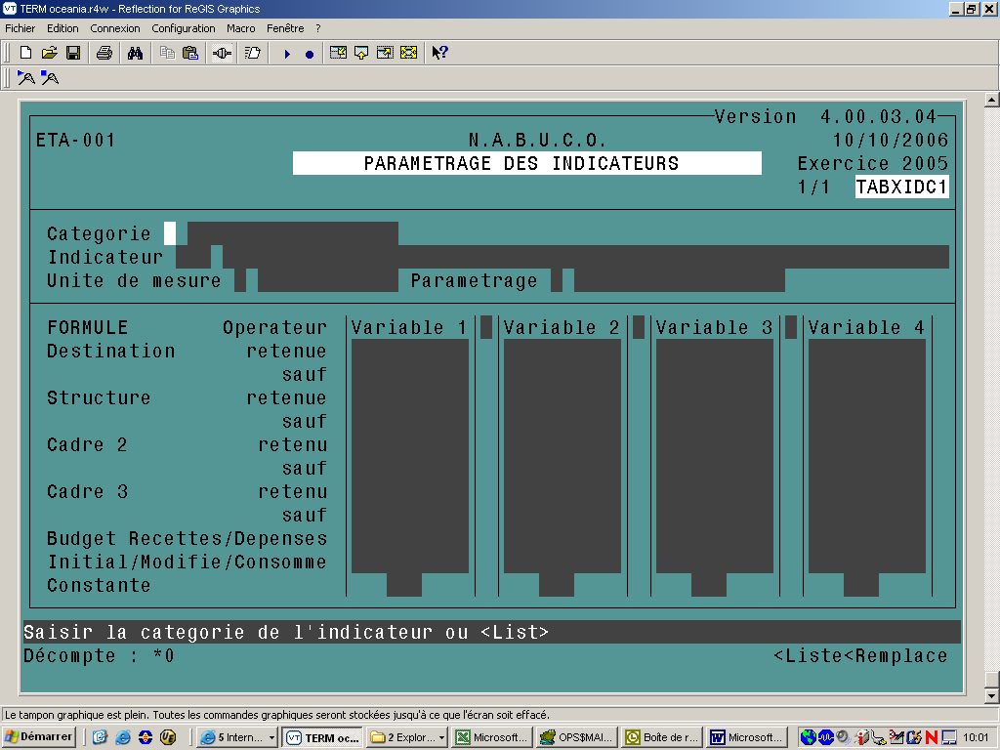 TERM oceania.r4w - Reflection for ReGIS Graphics
Fichier Edition Connexion Configuration Macro Fenêtre ?
Version 4.00.03.04
ETA-001 N.A.B.U.C.O. 10/10/2006
PARAMETRAGE DES INDICATEURS Exercice 2005
1/1 TABXIDC1
Categorie
Indicateur
Unite de mesure Parametrage
FORMULE Operateur Variable 1 Variable 2 Variable 3 Variable 4
Destination retenue
sauf
Structure retenue
sauf
Cadre 2 retenu
sauf
Cadre 3 retenu
sauf
Budget Recettes/Depenses
Initial/Modifie/Consomme
Constante
Saisir la categorie de l'indicateur ou <List>
Décompte : *0 <Liste<Remplace
Le tampon graphique est plein. Toutes les commandes graphiques seront stockées jusqu'à ce que l'écran soit effacé.
Démarrer 5 Intern... TERM oc... 2 Explor... Microsoft... OPS$MAI... Boîte de r... Microsoft... 10:01